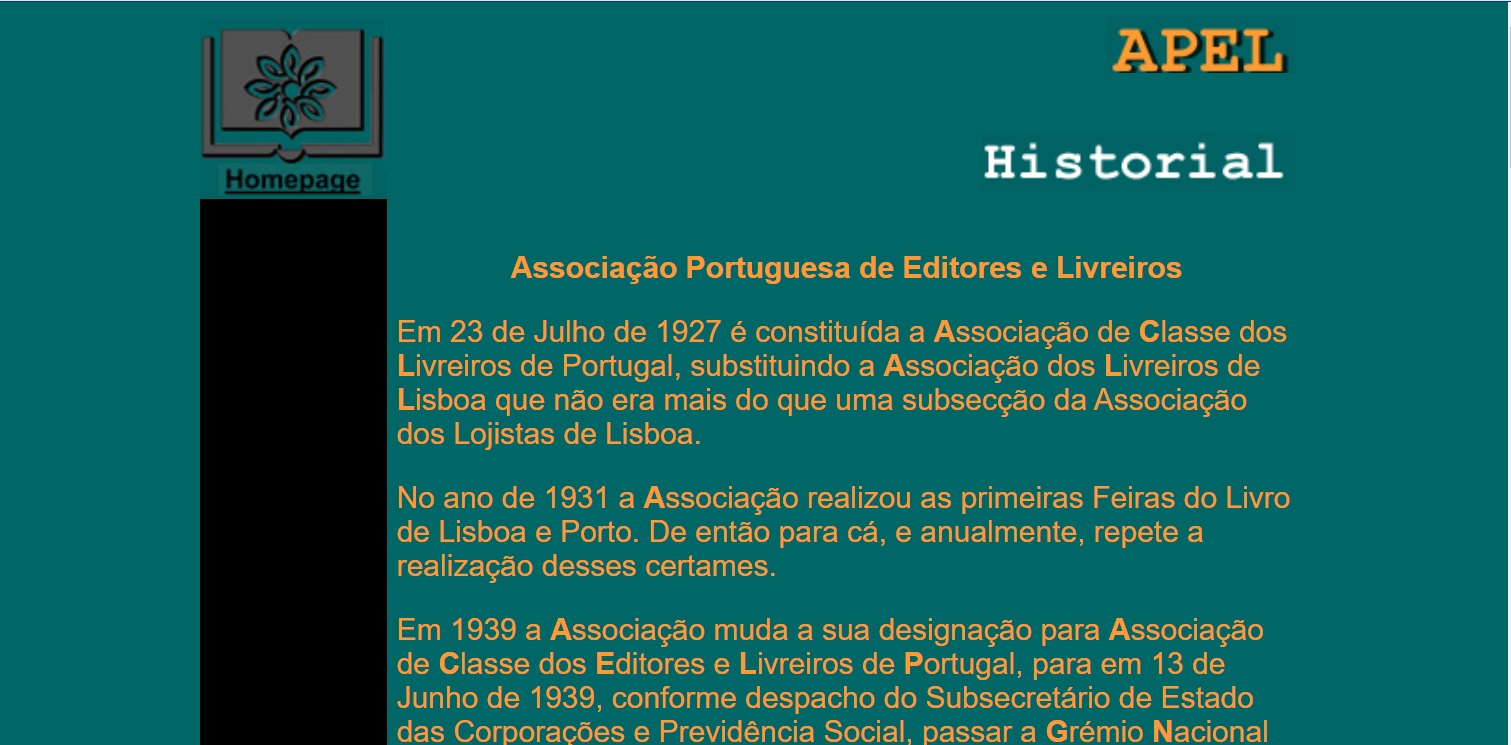 APEL
Historial
Homepage
Associação Portuguesa de Editores e Livreiros
Em 23 de Julho de 1927 é constituída a Associação de Classe dos
Livreiros de Portugal, substituindo a Associação dos Livreiros de
Lisboa que não era mais do que uma subsecção da Associação
dos Lojistas de Lisboa.
No ano de 1931 a Associação realizou as primeiras Feiras do Livro
de Lisboa e Porto. De então para cá, e anualmente, repete a
realização desses certames.
Em 1939 a Associação muda a sua designação para Associação
de Classe dos Editores e Livreiros de Portugal, para em 13 de
Junho de 1939, conforme despacho do Subsecretário de Estado
das Corporações e Previdência Social, passar a Grémio Nacional